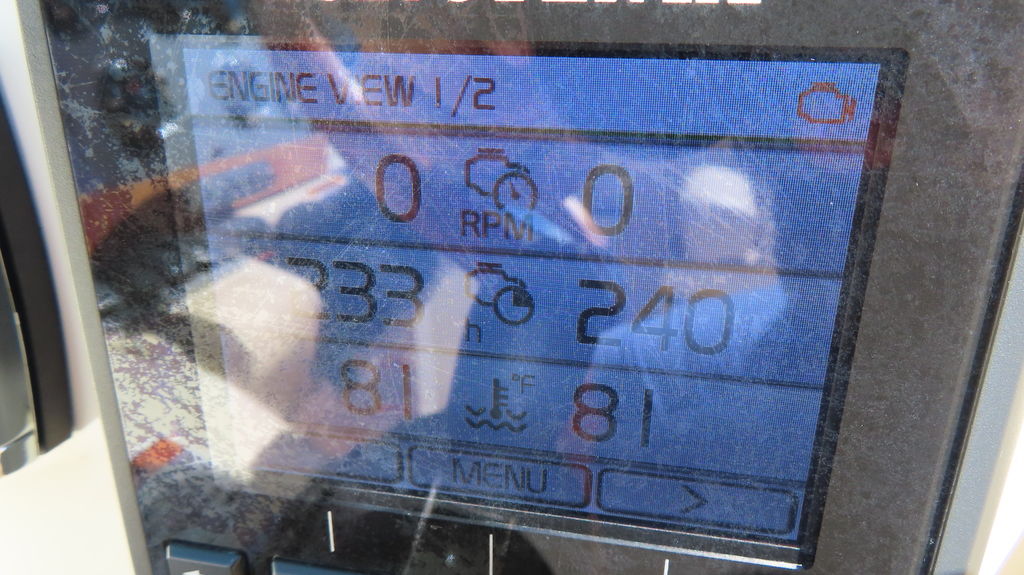 ENGINE VIEW 1/2
0 RPM 0
233 h 240
81 °F 81
MENU >